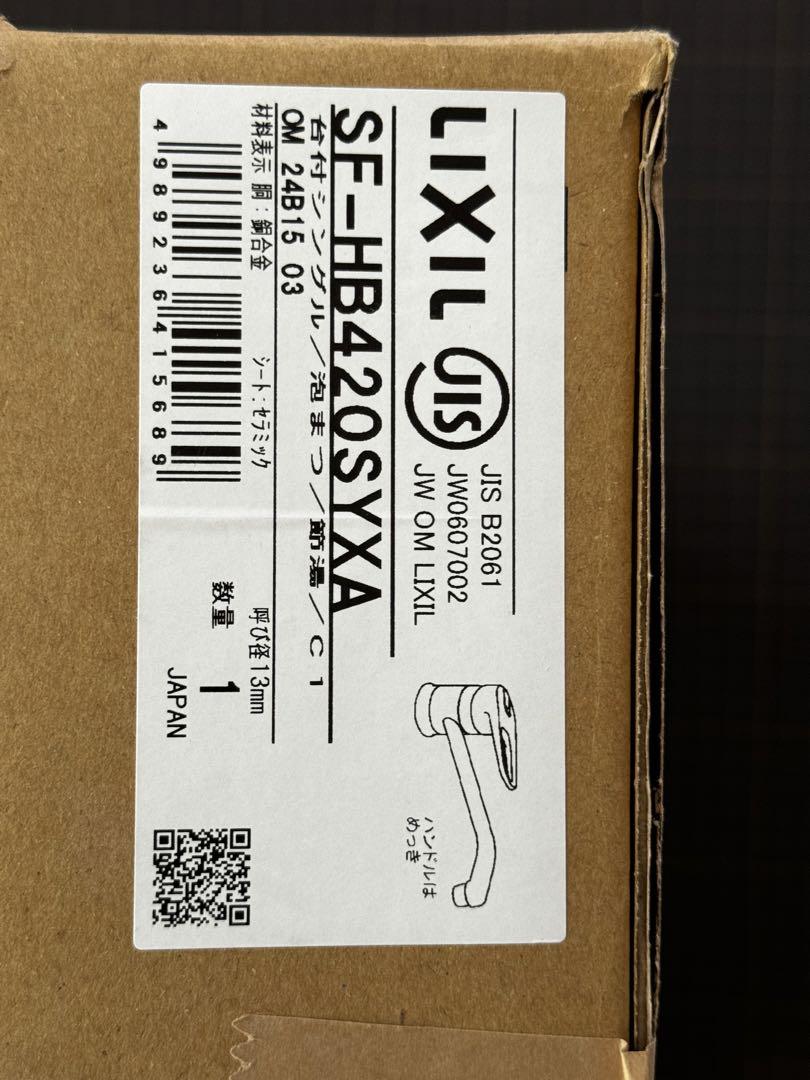 LIXIL
JIS
JIS B2061
JW0607002
JW OM LIXIL
SF-HB420SYXA
台付シングル/泡まつ/節湯/C1
OM 24B15 03
材料表示 胴:銅合金 シート:セラミック 呼び径13mm
数量 1
4989236415689
JAPAN
ハンドルは
めっき